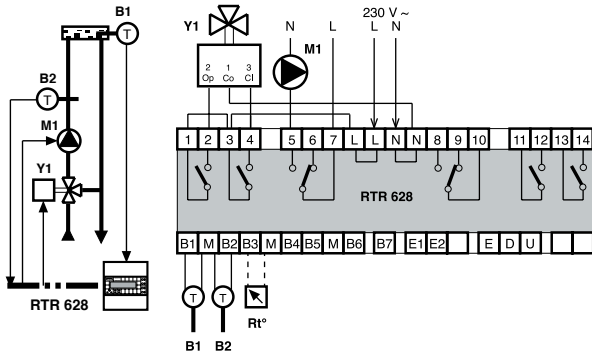 B1
T
B2
T
M1
Y1
RTR 628
Y1
230 V ~
N L L N
M1
2 1 3
Op Co Cl
1 2 3 4 5 6 7 L L N N 8 9 10 11 12 13 14
RTR 628
B1 M B2 B3 M B4 B5 M B6 B7 E1 E2 E D U
T T
Rt°
B1 B2